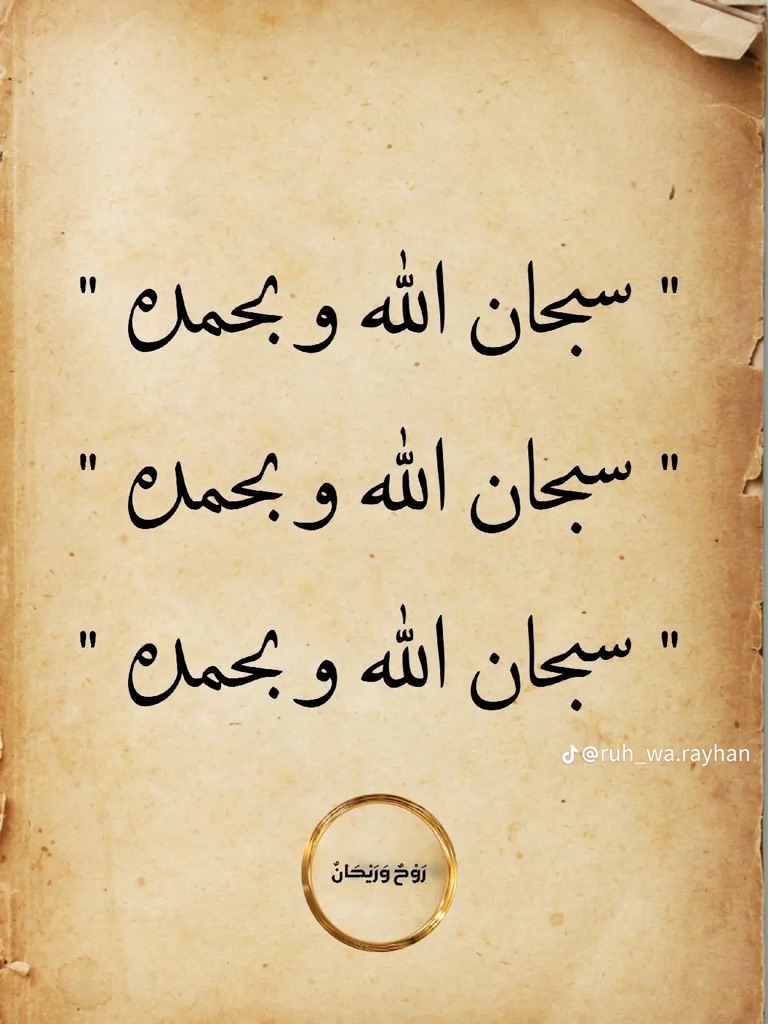 " سبحان الله و بحمده "
" سبحان الله و بحمده "
" سبحان الله و بحمده "
@ruh_wa.rayhan
رَوْحٌ وَرَيْحَانٌ